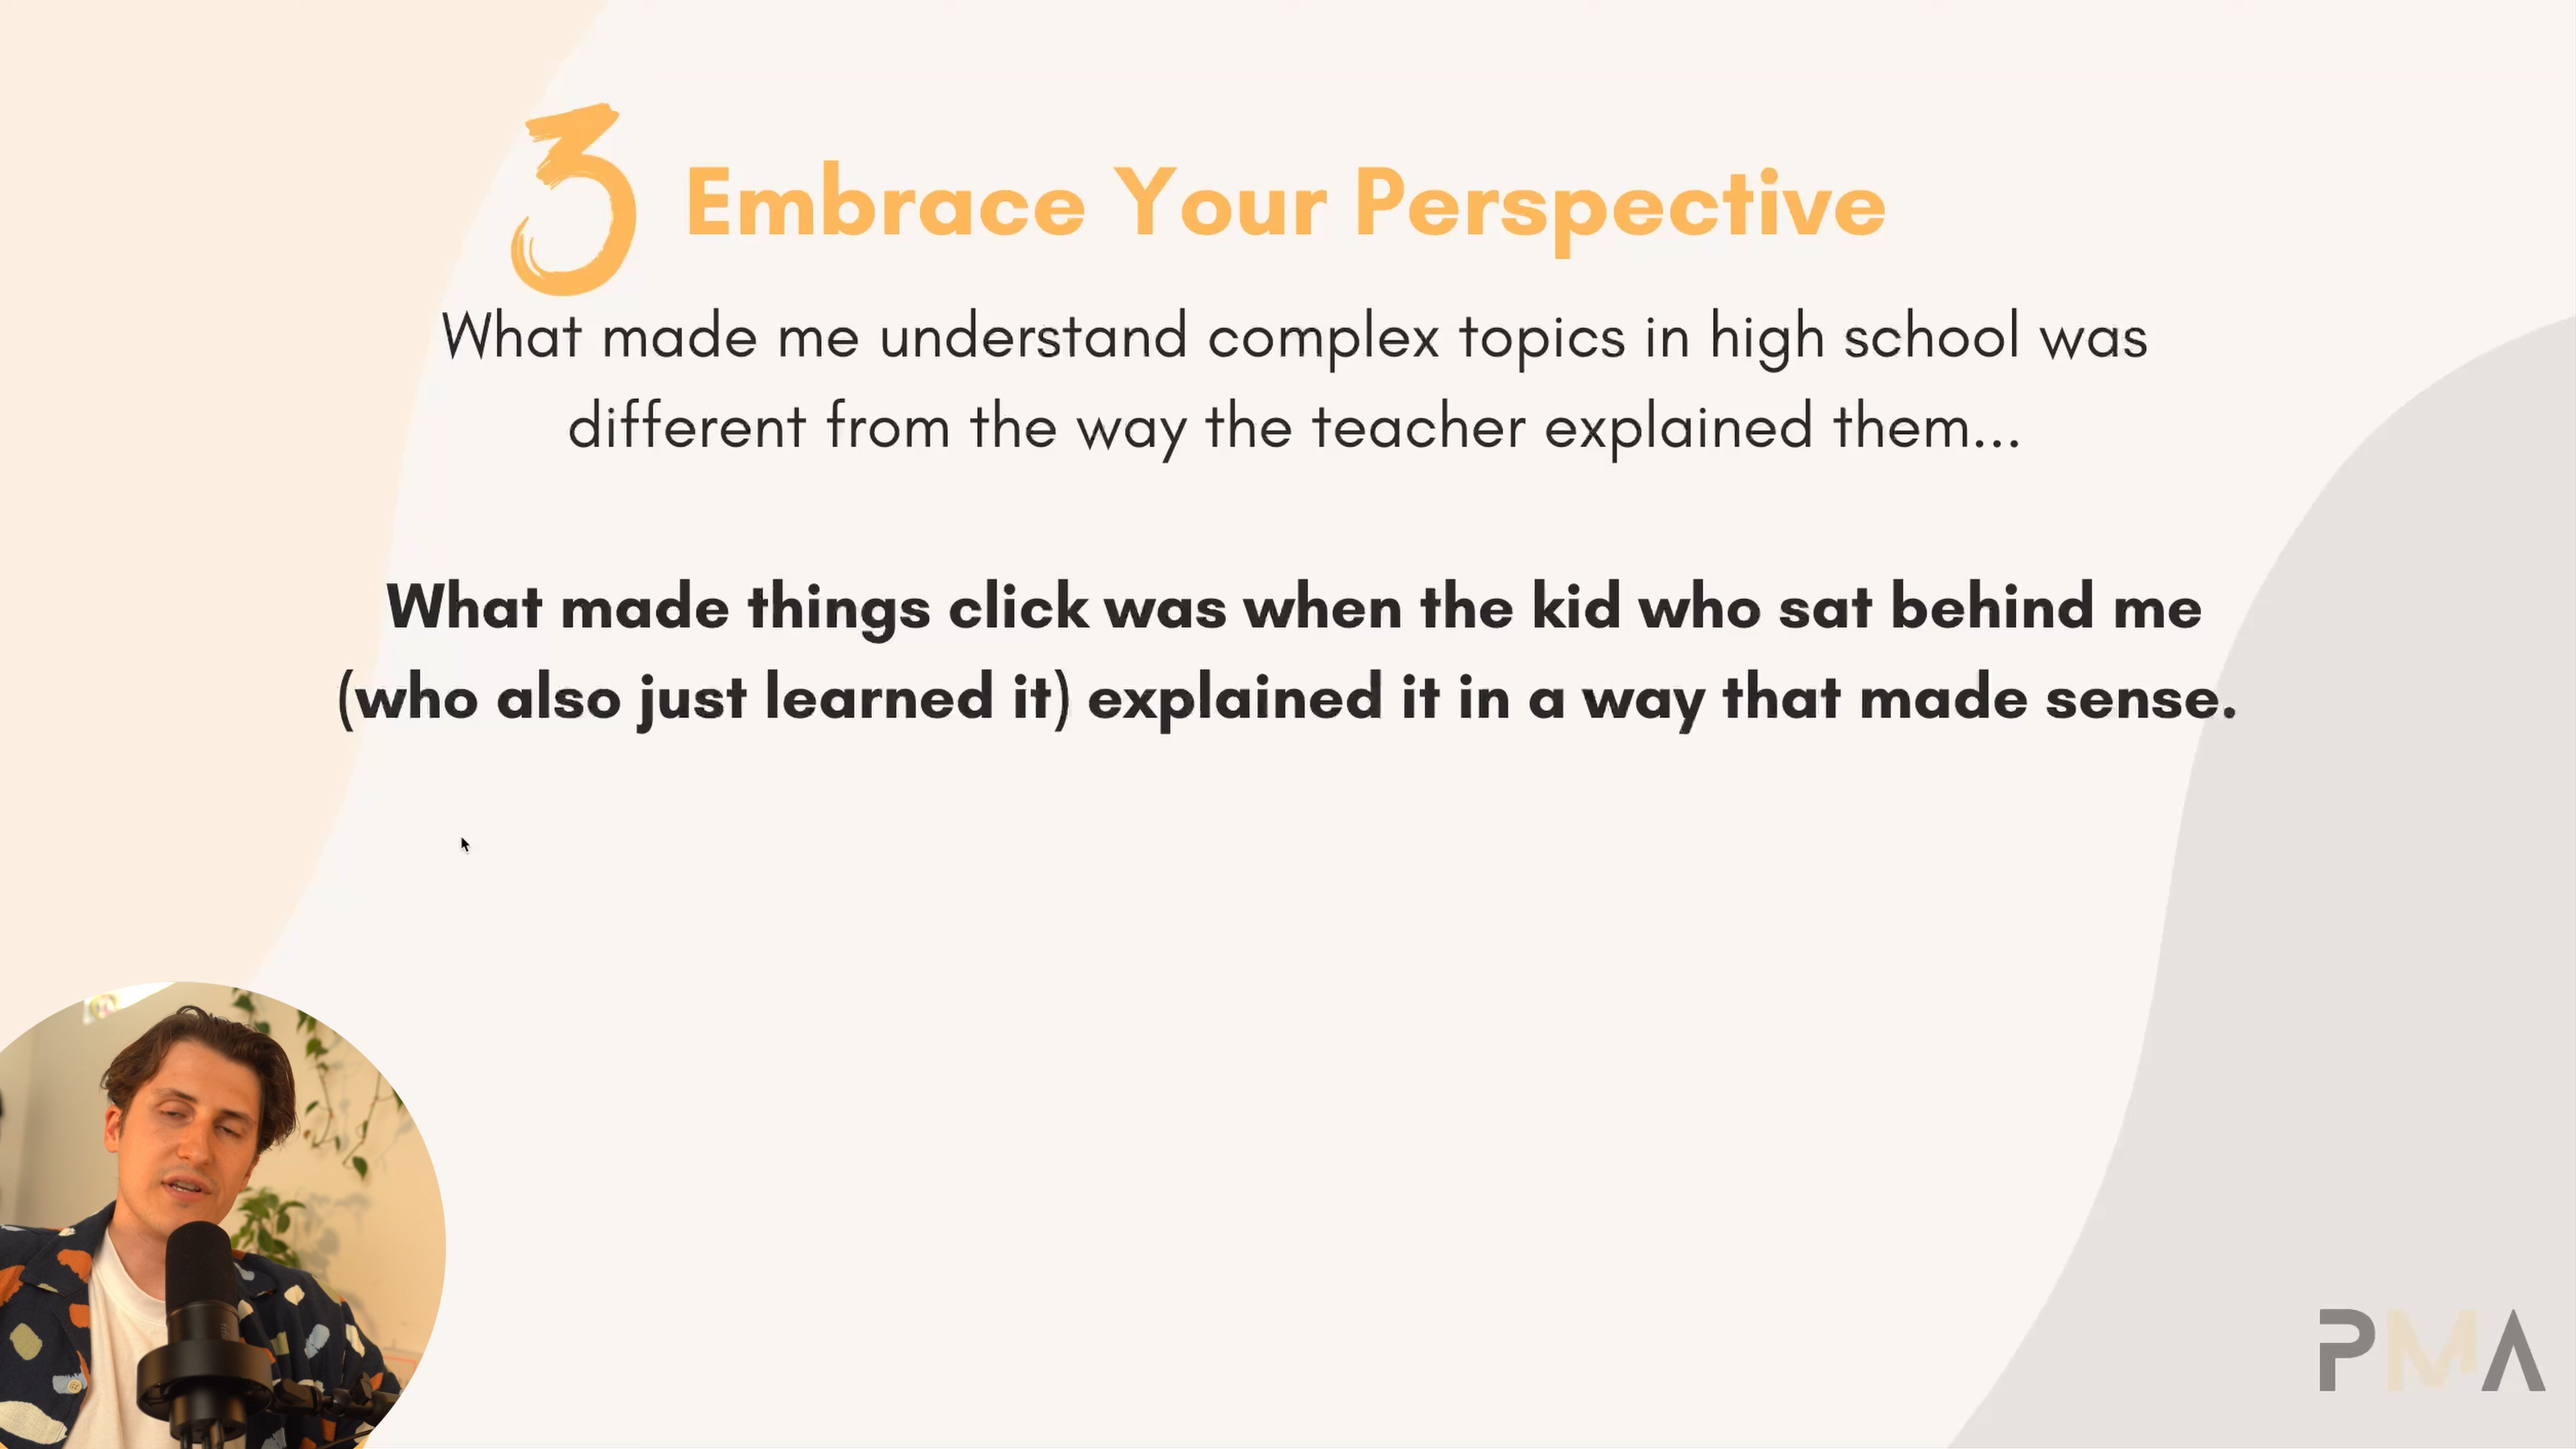 3 Embrace Your Perspective
What made me understand complex topics in high school was
different from the way the teacher explained them...
What made things click was when the kid who sat behind me
(who also just learned it) explained it in a way that made sense.
PMA